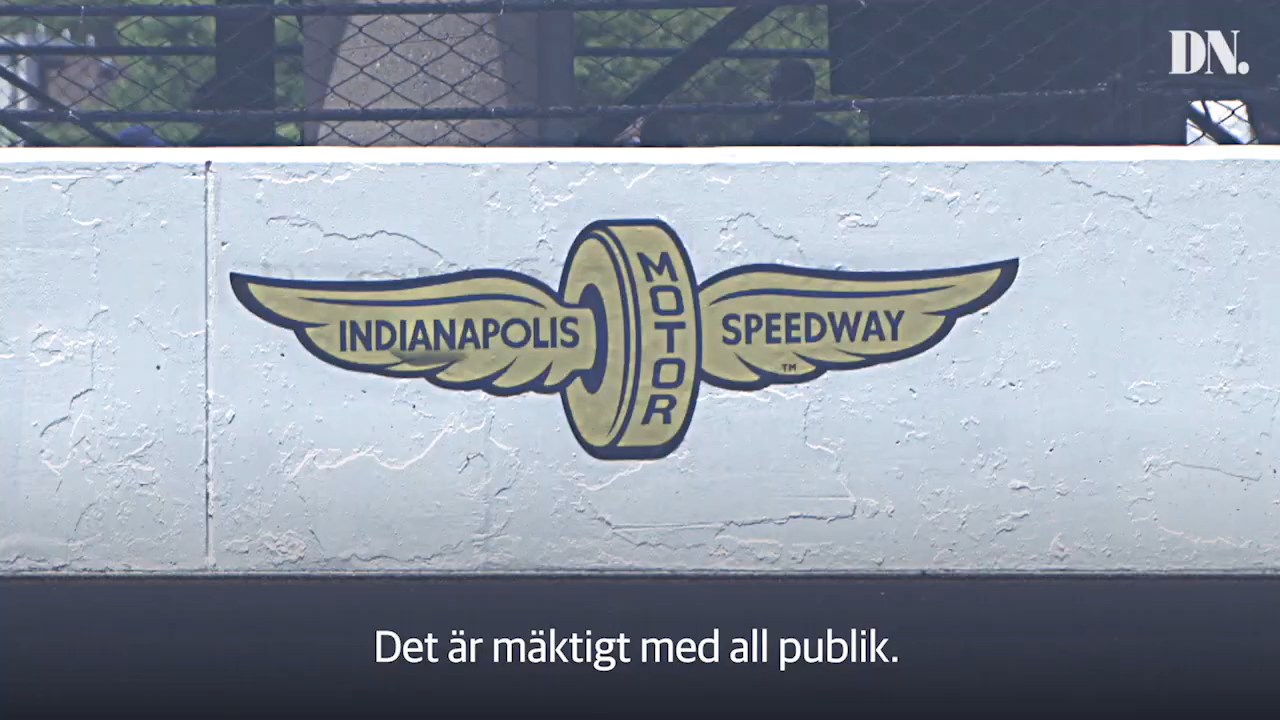 DN.
INDIANAPOLIS
MOTOR
SPEEDWAY
TM
Det är mäktigt med all publik.